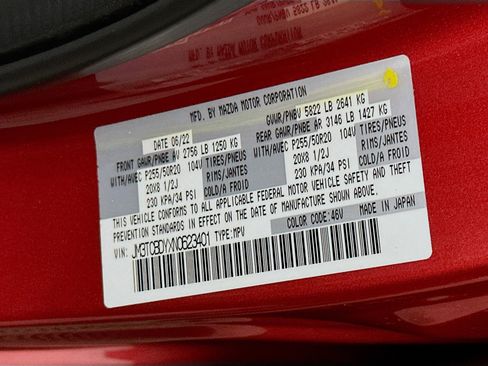 MFD. BY MAZDA MOTOR CORPORATION
DATE 06/22 GVWR/PNBV 5822 LB 2641 KG
FRONT GAWR/PNBE AV 2756 LB 1250 KG REAR GAWR/PNBE AR 3146 LB 1427 KG
WITH/AVEC P255/50R20 104V TIRES/PNEUS WITH/AVEC P255/50R20 104V TIRES/PNEUS
20X8 1/2J RIMS/JANTES 20X8 1/2J RIMS/JANTES
230 KPA/34 PSI COLD/A FROID 230 KPA/34 PSI COLD/A FROID
THIS VEHICLE CONFORMS TO ALL APPLICABLE FEDERAL MOTOR VEHICLE SAFETY AND THEFT
PREVENTION STANDARDS IN EFFECT ON THE DATE OF MANUFACTURE SHOWN ABOVE.
VIN: TYPE: MPV COLOR CODE: 46V MADE IN JAPAN